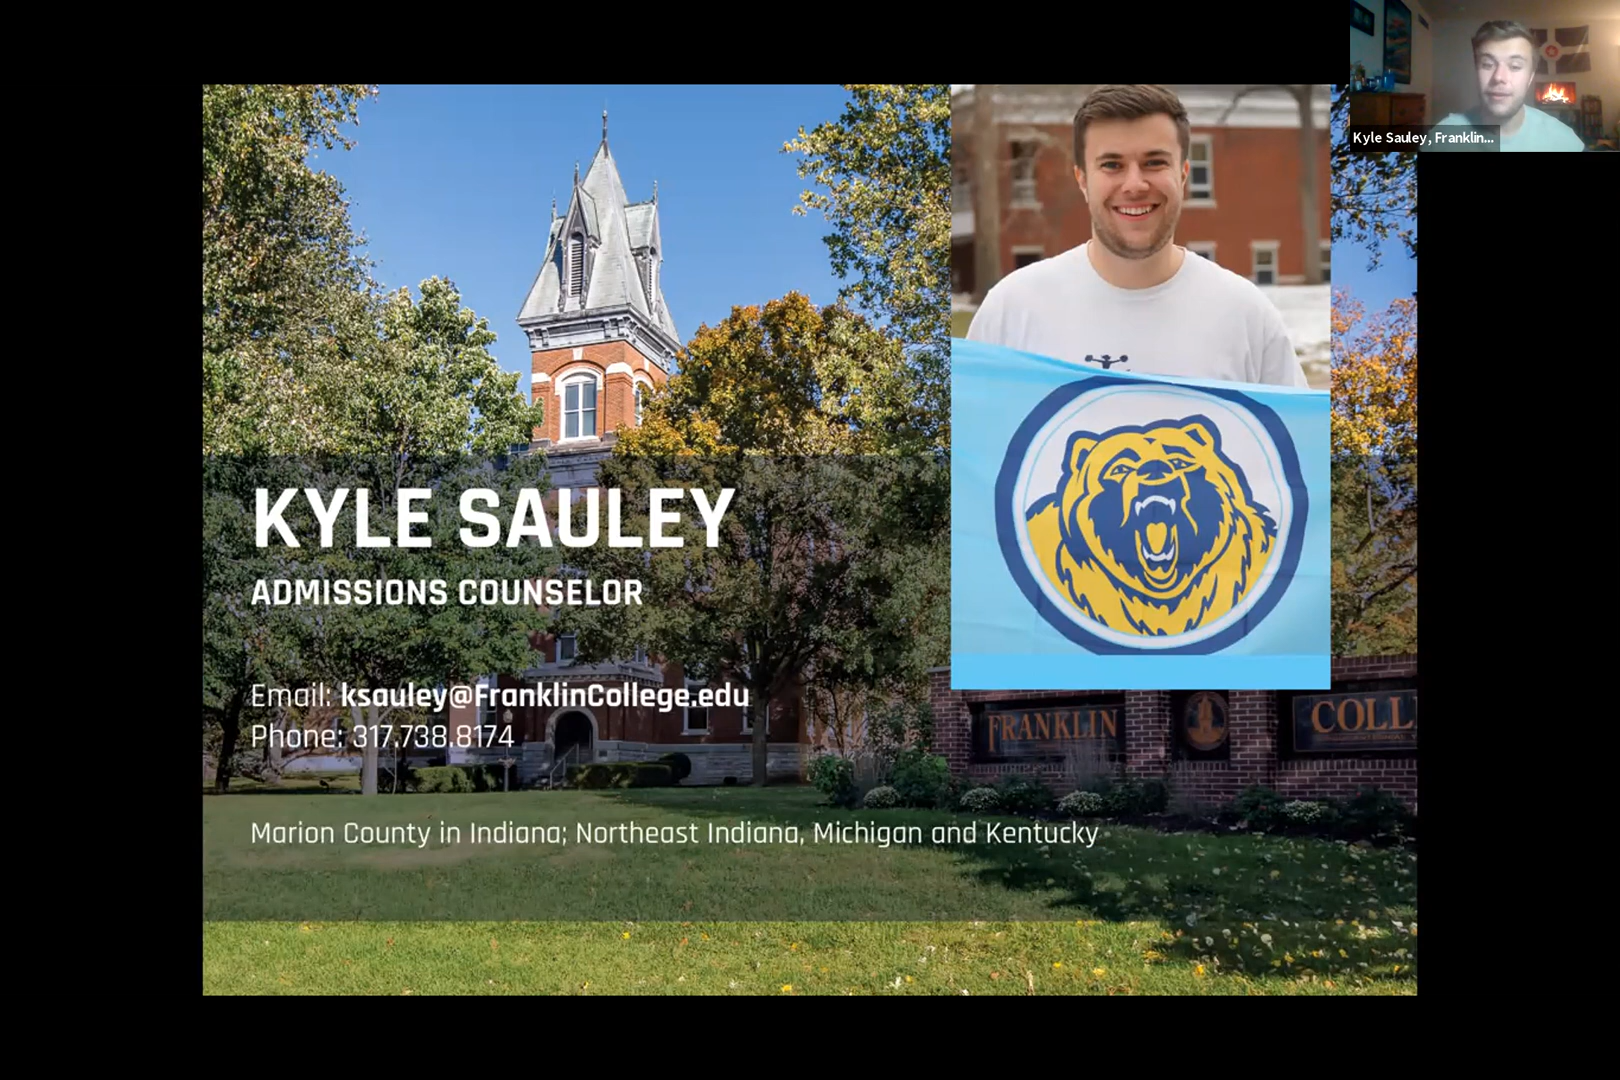 Kyle Sauley, Franklin...
KYLE SAULEY
ADMISSIONS COUNSELOR
Email: ksauley@FranklinCollege.edu
Phone: 317.738.8174
FRANKLIN
COLL
Marion County in Indiana; Northeast Indiana, Michigan and Kentucky